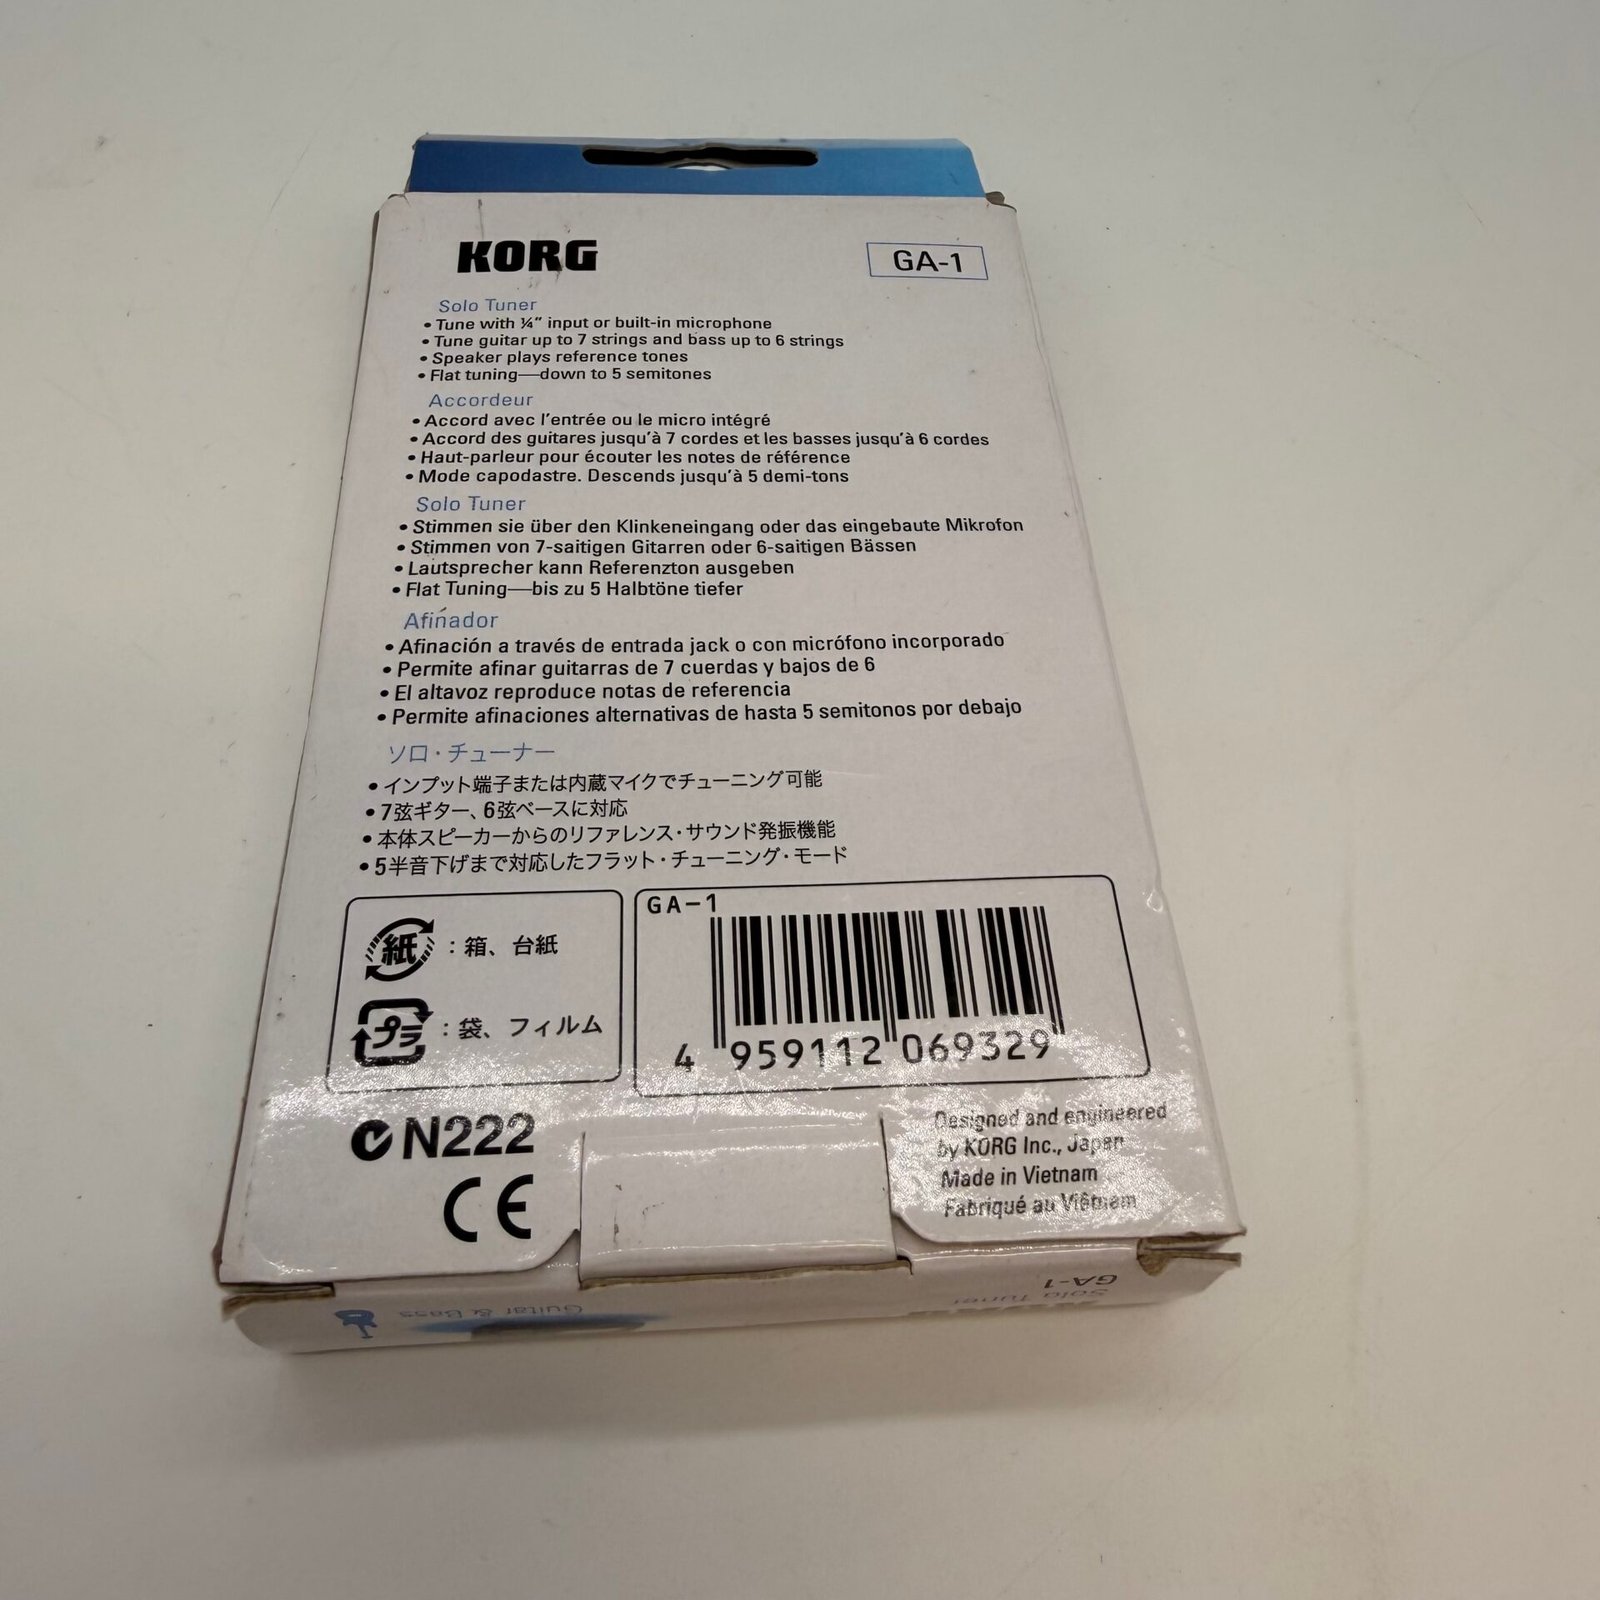 KORG
GA-1
Solo Tuner
• Tune with ¼” input or built-in microphone
• Tune guitar up to 7 strings and bass up to 6 strings
• Speaker plays reference tones
• Flat tuning—down to 5 semitones
Accordeur
• Accord avec l’entrée ou le micro intégré
• Accord des guitares jusqu’à 7 cordes et les basses jusqu’à 6 cordes
• Haut-parleur pour écouter les notes de référence
• Mode capodastre. Descends jusqu’à 5 demi-tons
Solo Tuner
• Stimmen sie über den Klinkeneingang oder das eingebaute Mikrofon
• Stimmen von 7-saitigen Gitarren oder 6-saitigen Bässen
• Lautsprecher kann Referenzton ausgeben
• Flat Tuning—bis zu 5 Halbtöne tiefer
Afinador
• Afinación a través de entrada jack o con micrófono incorporado
• Permite afinar guitarras de 7 cuerdas y bajos de 6
• El altavoz reproduce notas de referencia
• Permite afinaciones alternativas de hasta 5 semitonos por debajo
ソロ・チューナー
• インプット端子または内蔵マイクでチューニング可能
• 7弦ギター、6弦ベースに対応
• 本体スピーカーからのリファレンス・サウンド発振機能
• 5半音下げまで対応したフラット・チューニング・モード
紙：箱、台紙
プラ：袋、フィルム
GA-1
4 959112 069329
N222
CE
Designed and engineered
by KORG Inc., Japan
Made in Vietnam
Fabriqué au Viêtnam
GA-1
Solo Tuner
Guitar & Bass